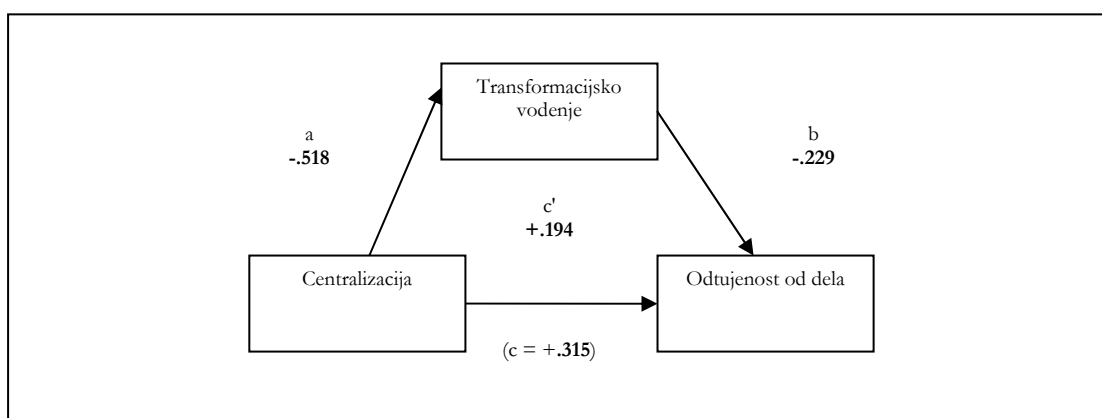 Transformacijsko
vodenje
a
-.518
b
-.229
c'
+.194
Centralizacija
Odtujenost od dela
(c = +.315)